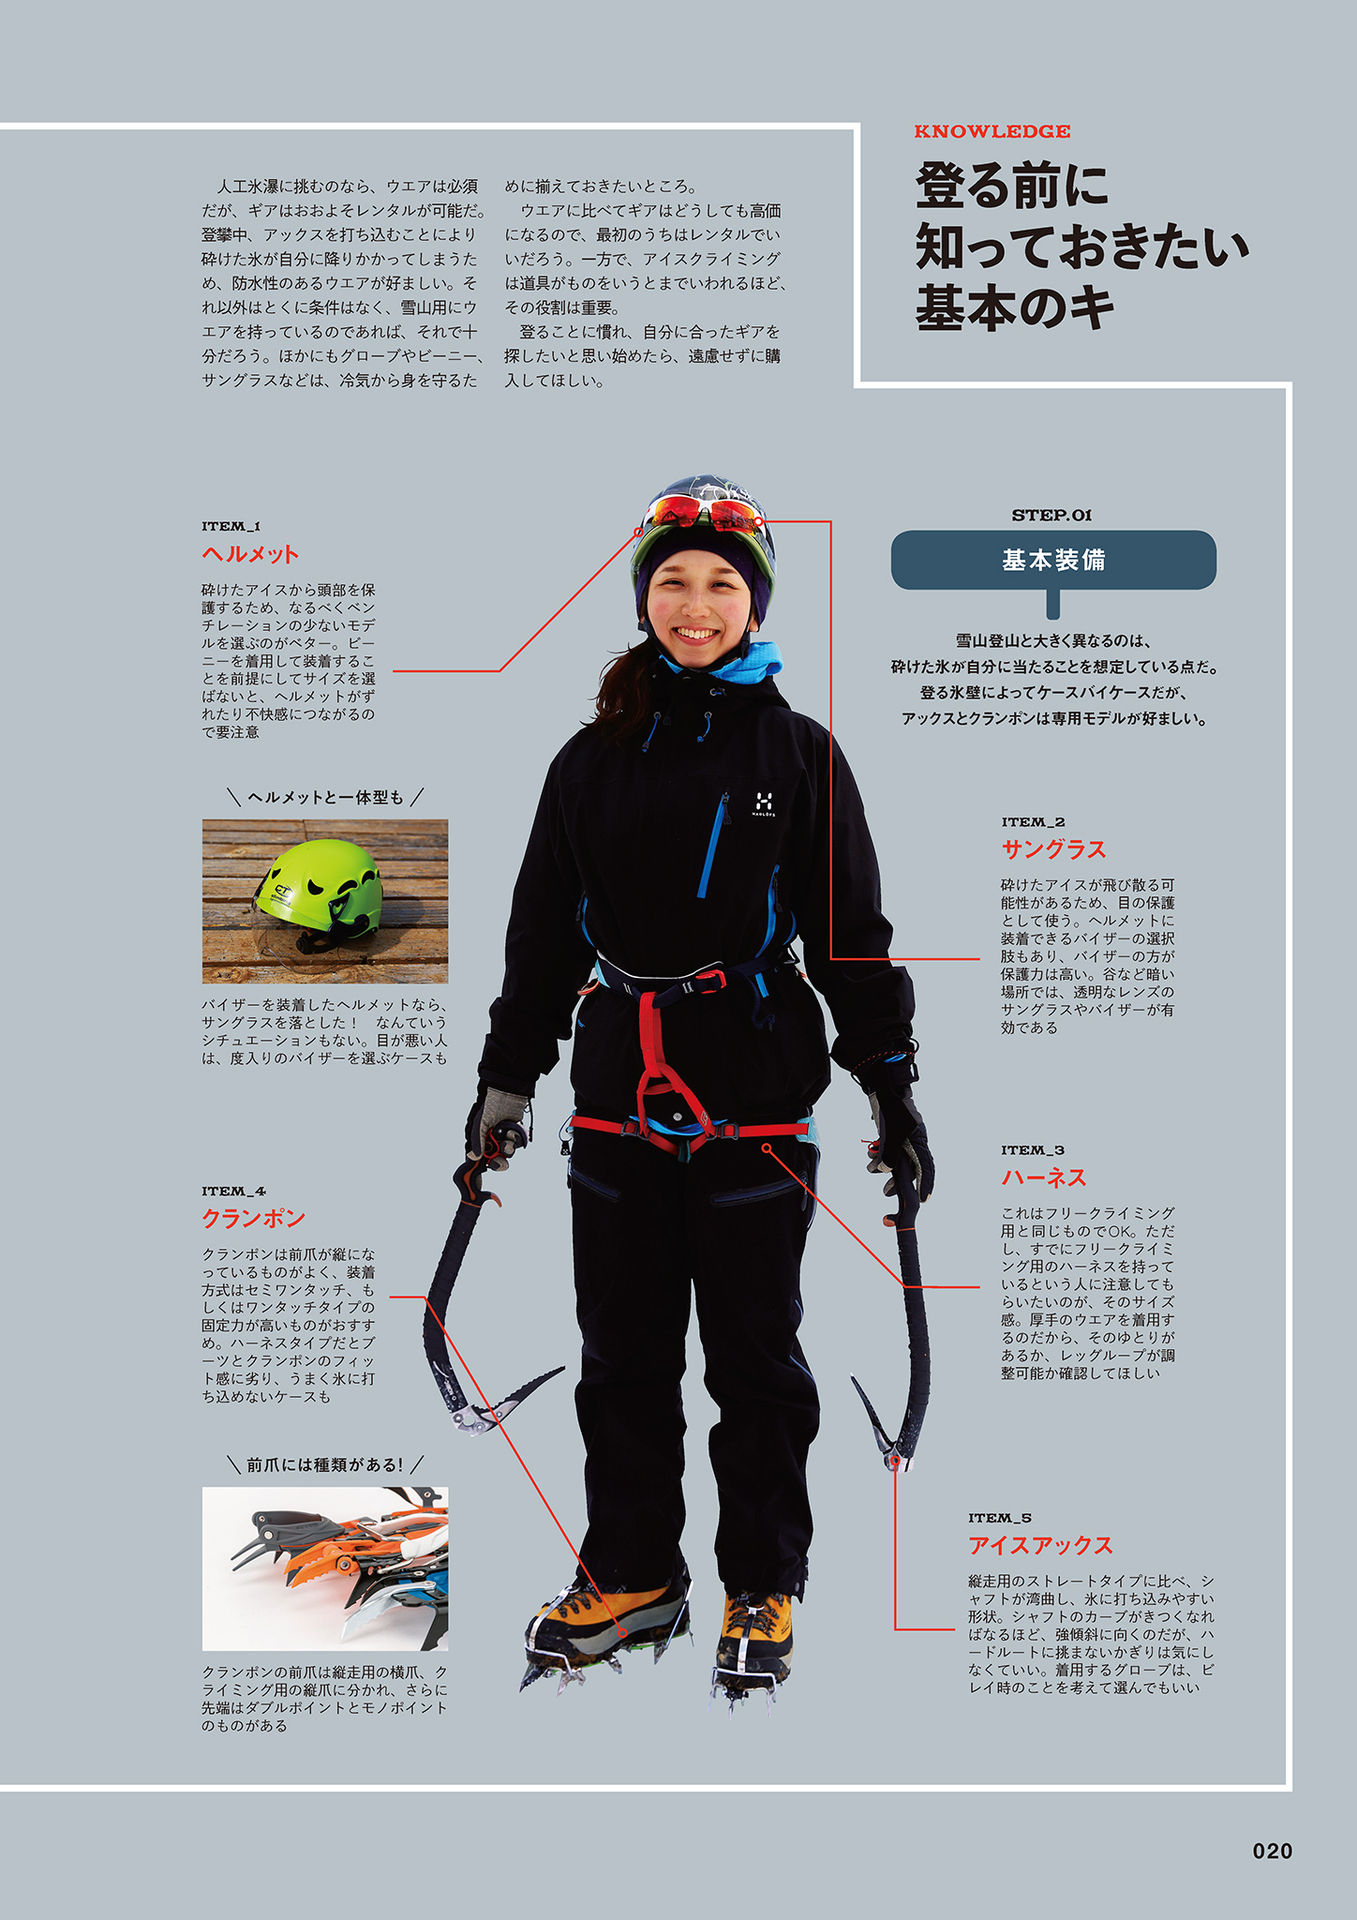 KNOWLEDGE
登る前に
知っておきたい
基本のキ
人工氷瀑に挑むのなら、ウエアは必須
だが、ギアはおおよそレンタルが可能だ。
登攀中、アックスを打ち込むことにより
砕けた氷が自分に降りかかってしまうた
め、防水性のあるウエアが好ましい。そ
れ以外はとくに条件はなく、雪山用にウ
エアを持っているのであれば、それで十
分だろう。ほかにもグローブやビーニー、
サングラスなどは、冷気から身を守るた
めに揃えておきたいところ。
ウエアに比べてギアはどうしても高価
になるので、最初のうちはレンタルでい
いだろう。一方で、アイスクライミング
は道具がものをいうとまでいわれるほど、
その役割は重要。
登ることに慣れ、自分に合ったギアを
探したいと思い始めたら、遠慮せずに購
入してほしい。
STEP.01
基本装備
雪山登山と大きく異なるのは、
砕けた氷が自分に当たることを想定している点だ。
登る氷壁によってケースバイケースだが、
アックスとクランポンは専用モデルが好ましい。
ITEM_1
ヘルメット
砕けたアイスから頭部を保
護するため、なるべくベン
チレーションの少ないモデ
ルを選ぶのがベター。ビー
ニーを着用して装着するこ
とを前提にしてサイズを選
ばないと、ヘルメットがず
れたり不快感につながるの
で要注意
\ ヘルメットと一体型も /
CT
バイザーを装着したヘルメットなら、
サングラスを落とした！　なんていう
シチュエーションもない。目が悪い人
は、度入りのバイザーを選ぶケースも
HAGLÖFS
ITEM_2
サングラス
砕けたアイスが飛び散る可
能性があるため、目の保護
として使う。ヘルメットに
装着できるバイザーの選択
肢もあり、バイザーの方が
保護力は高い。谷など暗い
場所では、透明なレンズの
サングラスやバイザーが有
効である
ITEM_3
ハーネス
これはフリークライミング
用と同じものでOK。ただ
し、すでにフリークライミ
ング用のハーネスを持って
いるという人に注意しても
らいたいのが、そのサイズ
感。厚手のウエアを着用す
るのだから、そのゆとりが
あるか、レッグループが調
整可能か確認してほしい
ITEM_4
クランポン
クランポンは前爪が縦にな
っているものがよく、装着
方式はセミワンタッチ、も
しくはワンタッチタイプの
固定力が高いものがおすす
め。ハーネスタイプだとブ
ーツとクランポンのフィッ
ト感に劣り、うまく氷に打
ち込めないケースも
\ 前爪には種類がある！ /
クランポンの前爪は縦走用の横爪、ク
ライミング用の縦爪に分かれ、さらに
先端はダブルポイントとモノポイント
のものがある
ITEM_5
アイスアックス
縦走用のストレートタイプに比べ、シ
ャフトが湾曲し、氷に打ち込みやすい
形状。シャフトのカーブがきつくなれ
ばなるほど、強傾斜に向くのだが、ハ
ードルートに挑まないかぎりは気にし
なくていい。着用するグローブは、ビ
レイ時のことを考えて選んでもいい
020